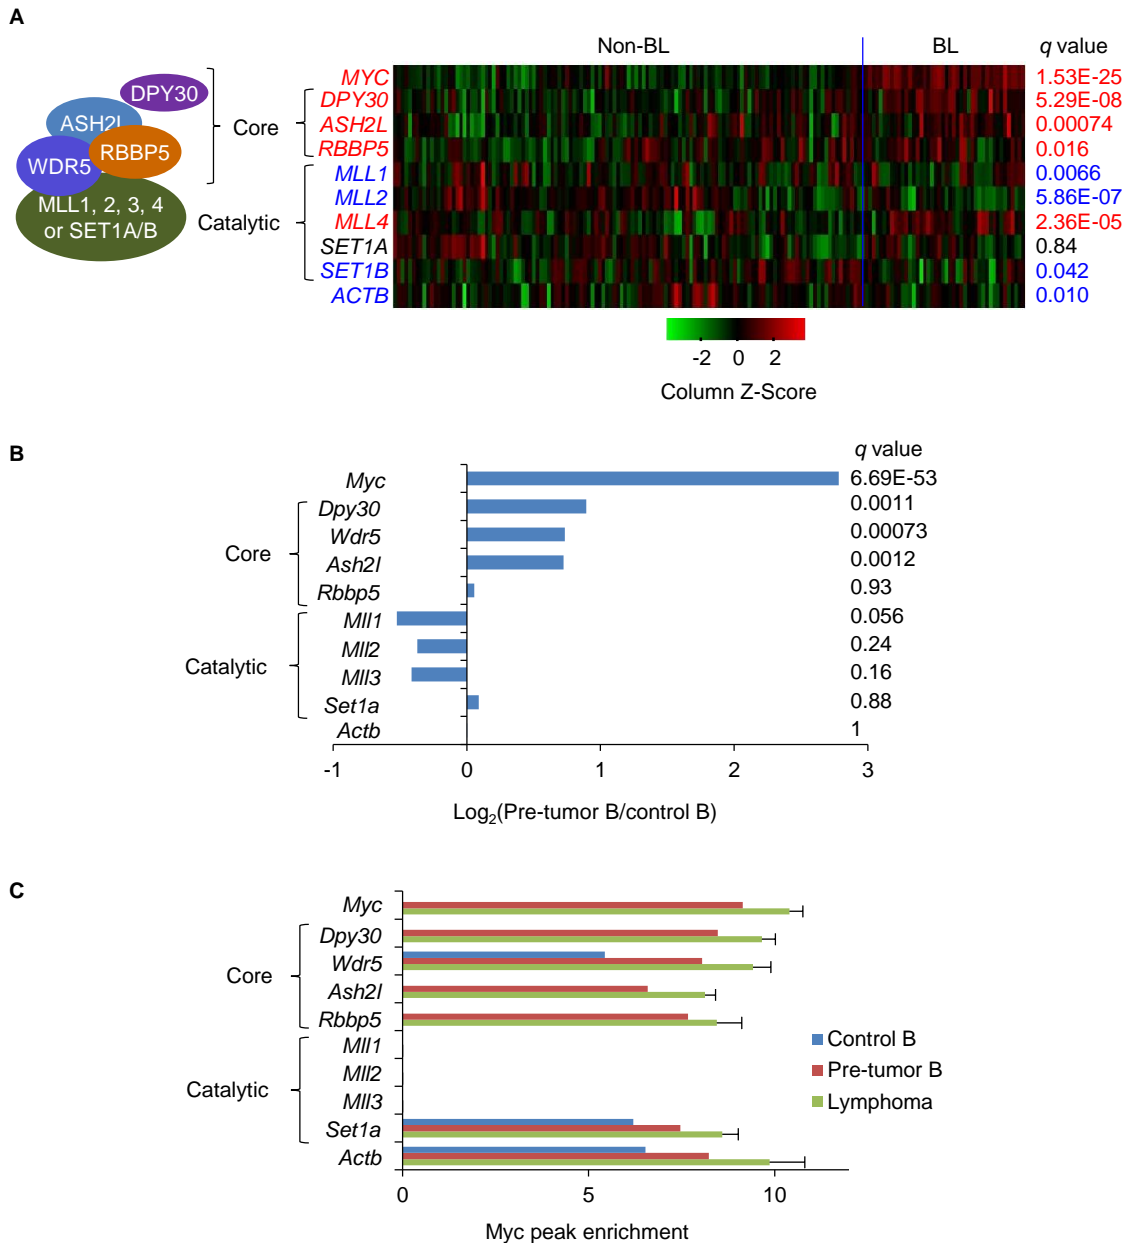 A
Non-BL BL q value
DPY30
ASH2L
WDR5 RBBP5
MLL1, 2, 3, 4
or SET1A/B
Core
Catalytic
MYC 1.53E-25
DPY30 5.29E-08
ASH2L 0.00074
RBBP5 0.016
MLL1 0.0066
MLL2 5.86E-07
MLL4 2.36E-05
SET1A 0.84
SET1B 0.042
ACTB 0.010
-2 0 2
Column Z-Score
B
q value
Myc 6.69E-53
Dpy30 0.0011
Wdr5 0.00073
Core
Ash2l 0.0012
Rbbp5 0.93
Mll1 0.056
Mll2 0.24
Catalytic
Mll3 0.16
Set1a 0.88
Actb 1
-1 0 1 2 3
Log2(Pre-tumor B/control B)
C
Myc
Dpy30
Wdr5
Core
Ash2l
Rbbp5
Mll1
Mll2
Catalytic
Mll3
Set1a
Actb
Control B
Pre-tumor B
Lymphoma
0 5 10
Myc peak enrichment